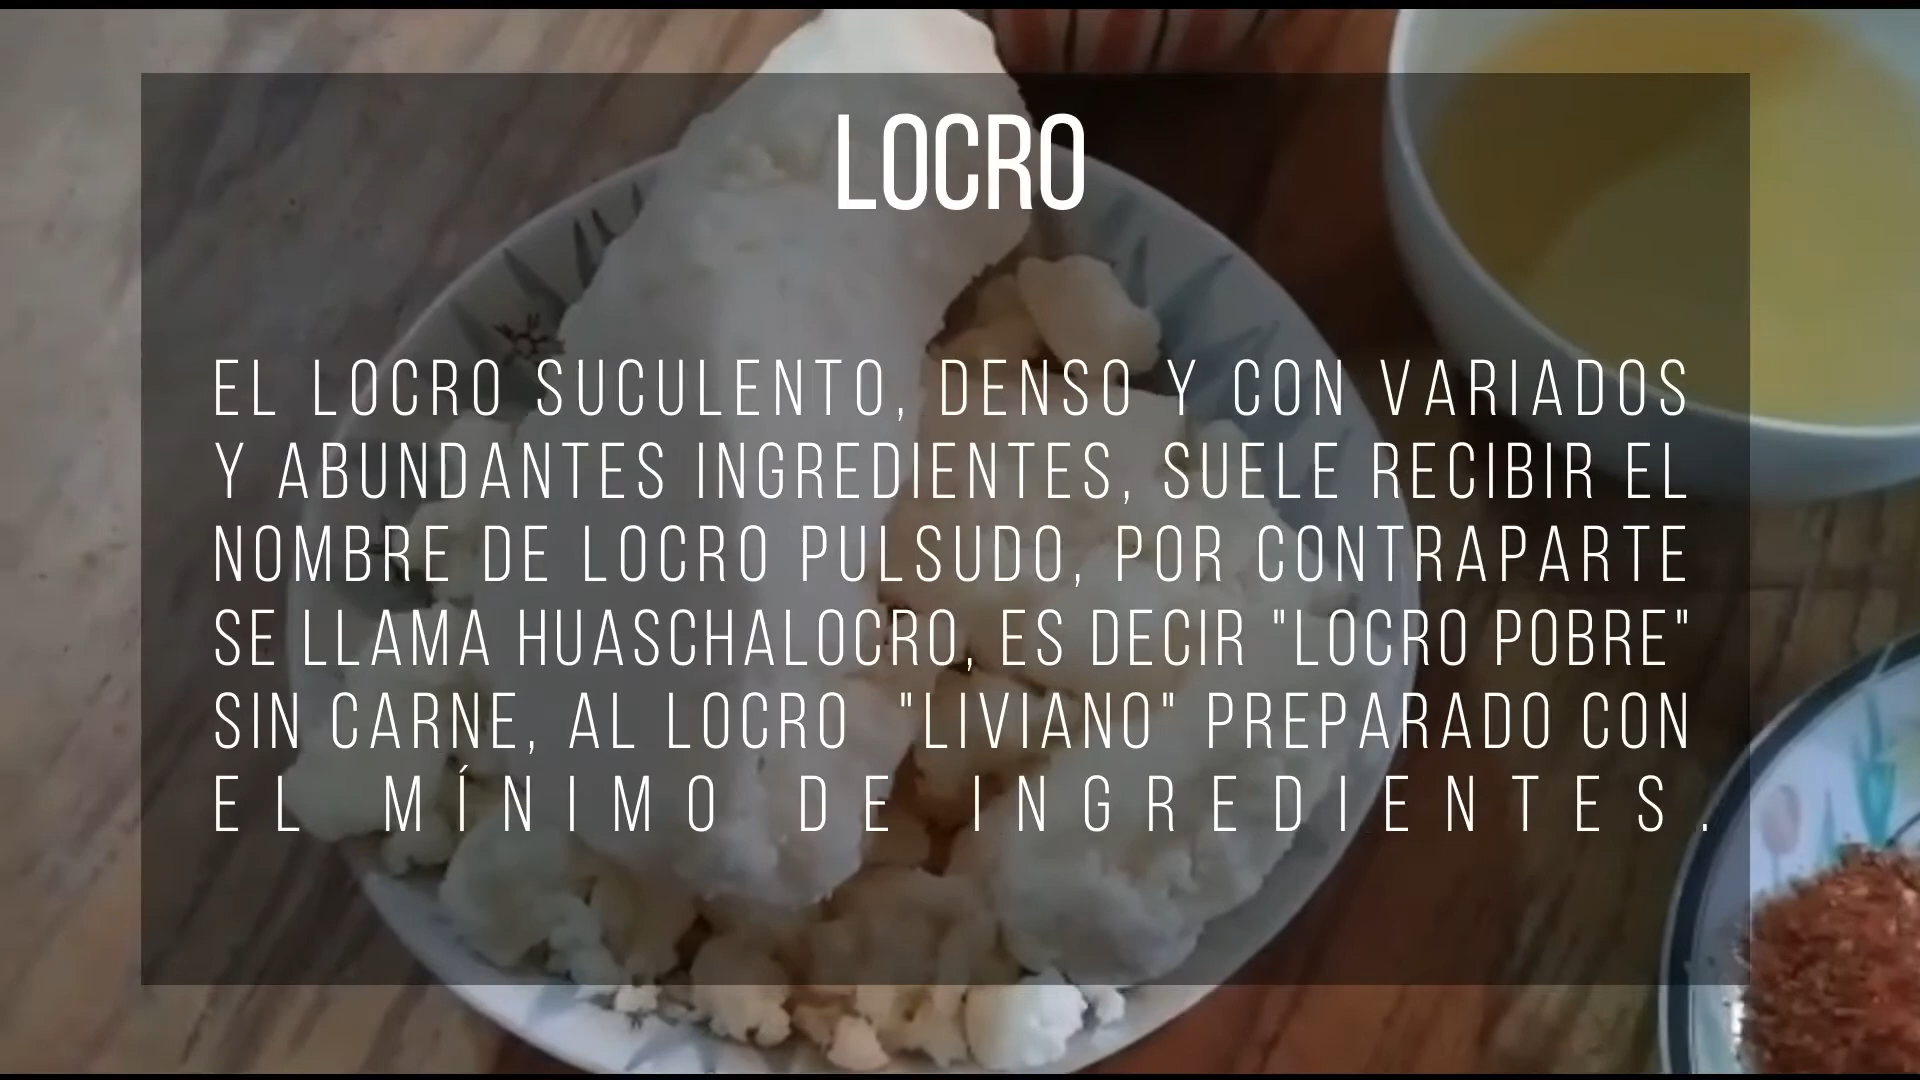 LOCRO
EL LOCRO SUCULENTO, DENSO Y CON VARIADOS
Y ABUNDANTES INGREDIENTES, SUELE RECIBIR EL
NOMBRE DE LOCRO PULSUDO, POR CONTRAPARTE
SE LLAMA HUASCHALOCRO, ES DECIR "LOCRO POBRE"
SIN CARNE, AL LOCRO "LIVIANO" PREPARADO CON
EL MÍNIMO DE INGREDIENTES.